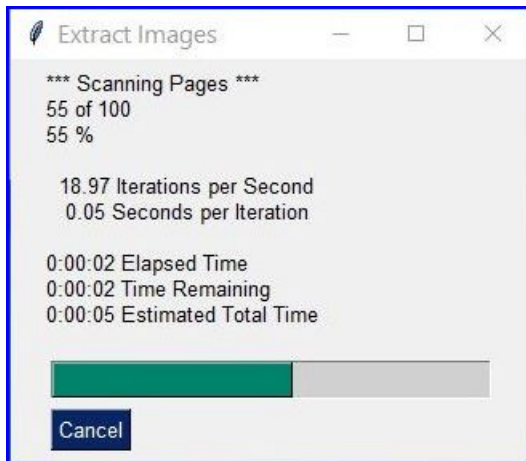 Extract Images
*** Scanning Pages ***
55 of 100
55 %
18.97 Iterations per Second
0.05 Seconds per Iteration
0:00:02 Elapsed Time
0:00:02 Time Remaining
0:00:05 Estimated Total Time
Cancel